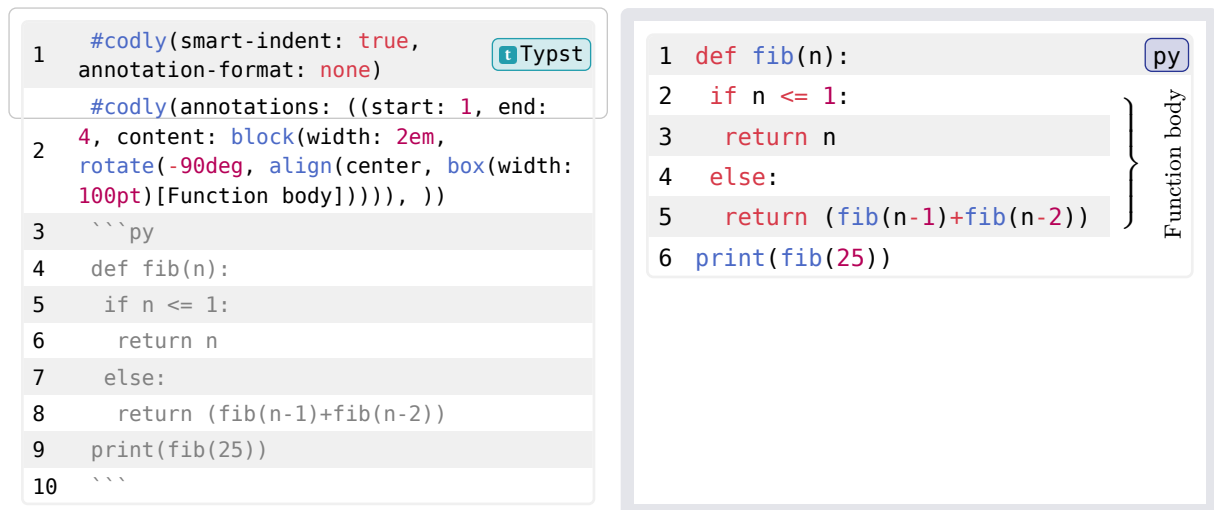 1 #codly(smart-indent: true, t Typst
annotation-format: none)
#codly(annotations: ((start: 1, end:
2 4, content: block(width: 2em,
rotate(-90deg, align(center, box(width:
100pt)[Function body])))), ))
3 ```py
4 def fib(n):
5 if n <= 1:
6 return n
7 else:
8 return (fib(n-1)+fib(n-2))
9 print(fib(25))
10 ```
1 def fib(n): py
2 if n <= 1:
3 return n
4 else:
5 return (fib(n-1)+fib(n-2))
6 print(fib(25))
Function body